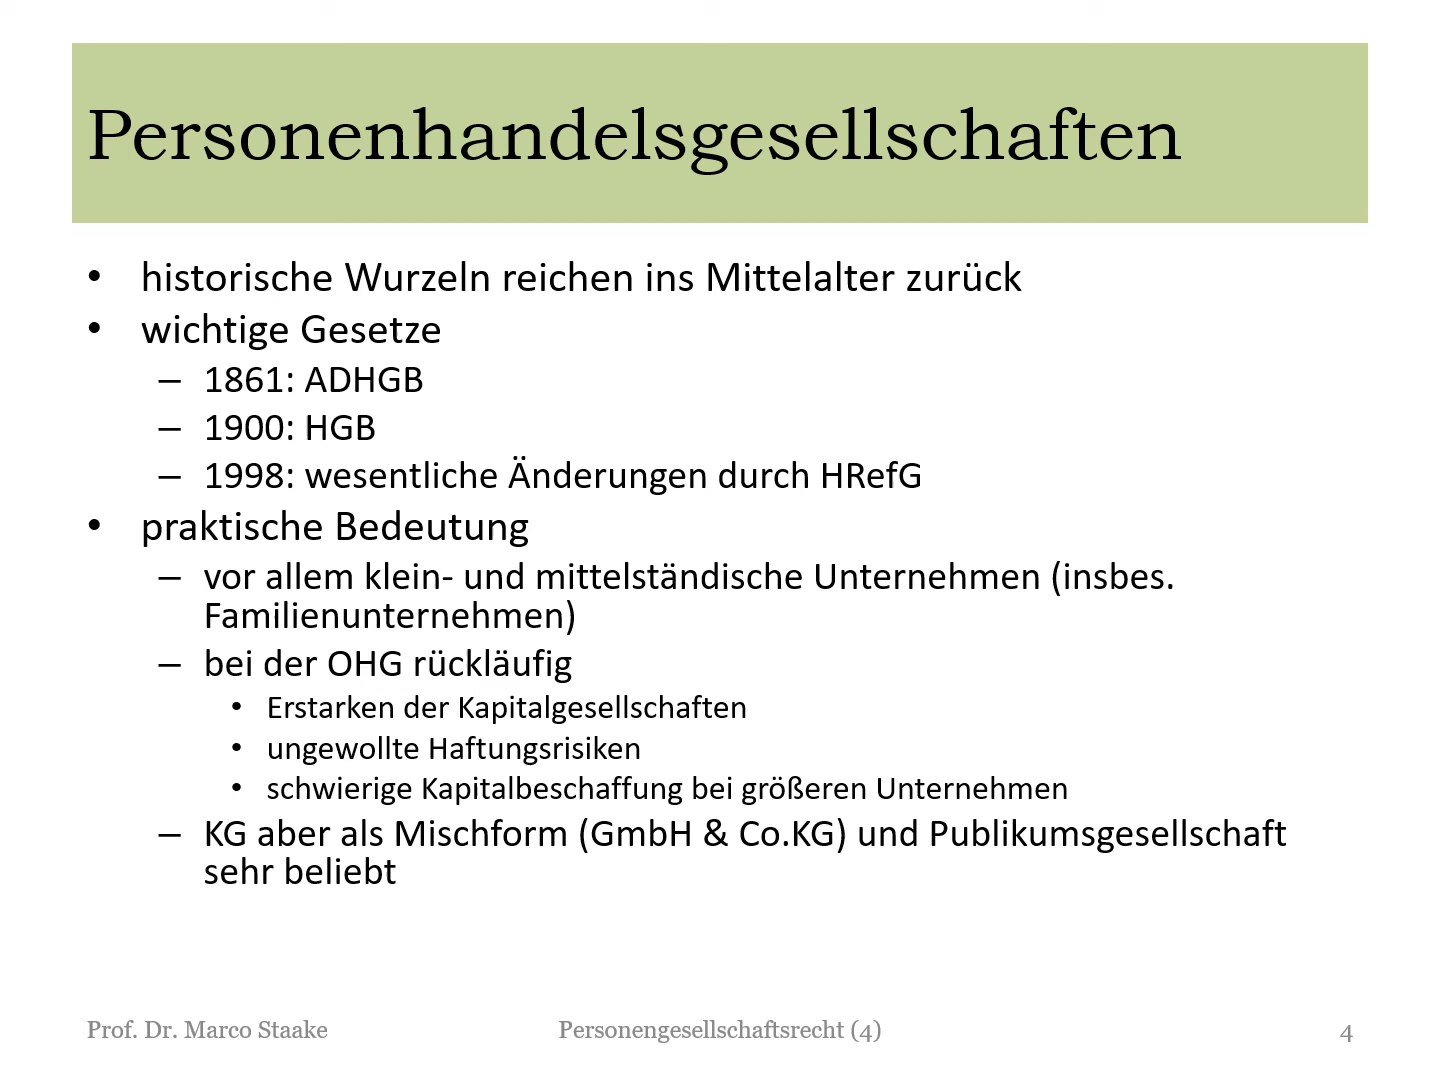 Personenhandelsgesellschaften
• historische Wurzeln reichen ins Mittelalter zurück
• wichtige Gesetze
– 1861: ADHGB
– 1900: HGB
– 1998: wesentliche Änderungen durch HRefG
• praktische Bedeutung
– vor allem klein- und mittelständische Unternehmen (insbes.
Familienunternehmen)
– bei der OHG rückläufig
• Erstarken der Kapitalgesellschaften
• ungewollte Haftungsrisiken
• schwierige Kapitalbeschaffung bei größeren Unternehmen
– KG aber als Mischform (GmbH & Co.KG) und Publikumsgesellschaft
sehr beliebt
Prof. Dr. Marco Staake Personengesellschaftsrecht (4) 4